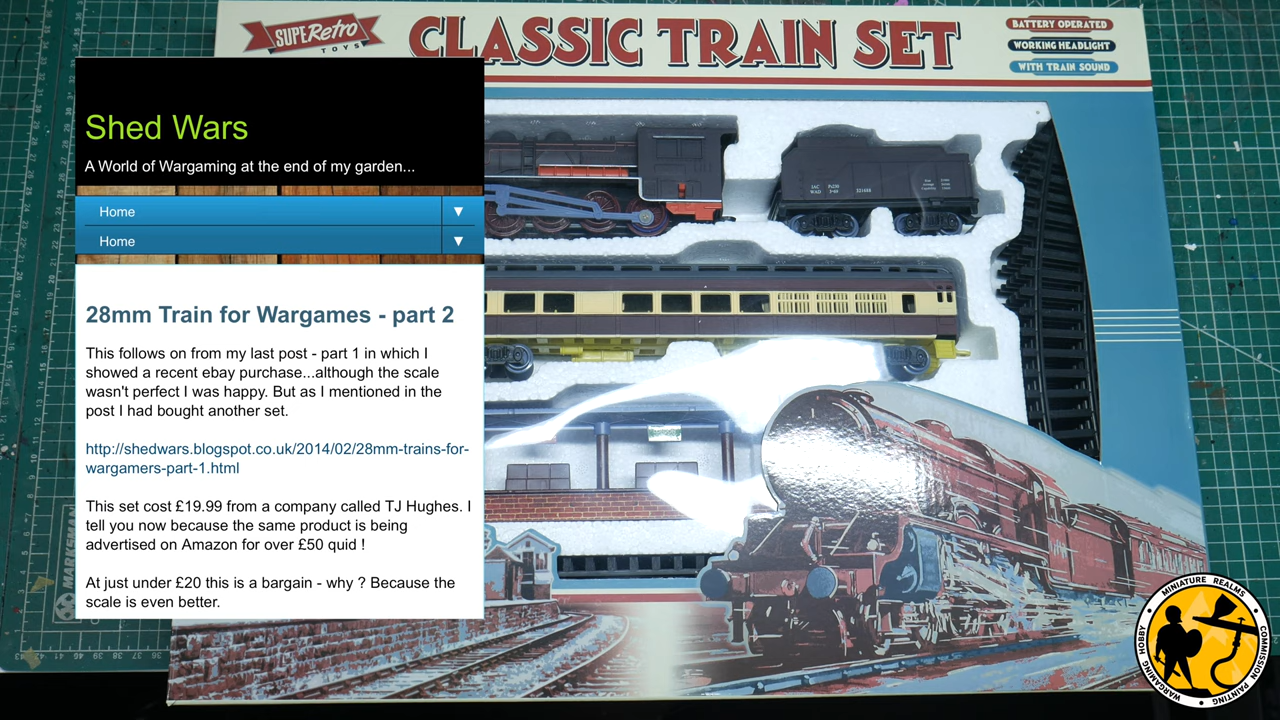 SUPERetro
TOYS
CLASSIC TRAIN SET
BATTERY OPERATED
WORKING HEADLIGHT
WITH TRAIN SOUND
Shed Wars
A World of Wargaming at the end of my garden...
Home ▼
Home ▼
28mm Train for Wargames - part 2
This follows on from my last post - part 1 in which I
showed a recent ebay purchase...although the scale
wasn't perfect I was happy. But as I mentioned in the
post I had bought another set.
http://shedwars.blogspot.co.uk/2014/02/28mm-trains-for-
wargamers-part-1.html
This set cost £19.99 from a company called TJ Hughes. I
tell you now because the same product is being
advertised on Amazon for over £50 quid !
At just under £20 this is a bargain - why ? Because the
scale is even better.
MINIATURE REALMS
WARGAMING HOBBY
COMMISSION PAINTING